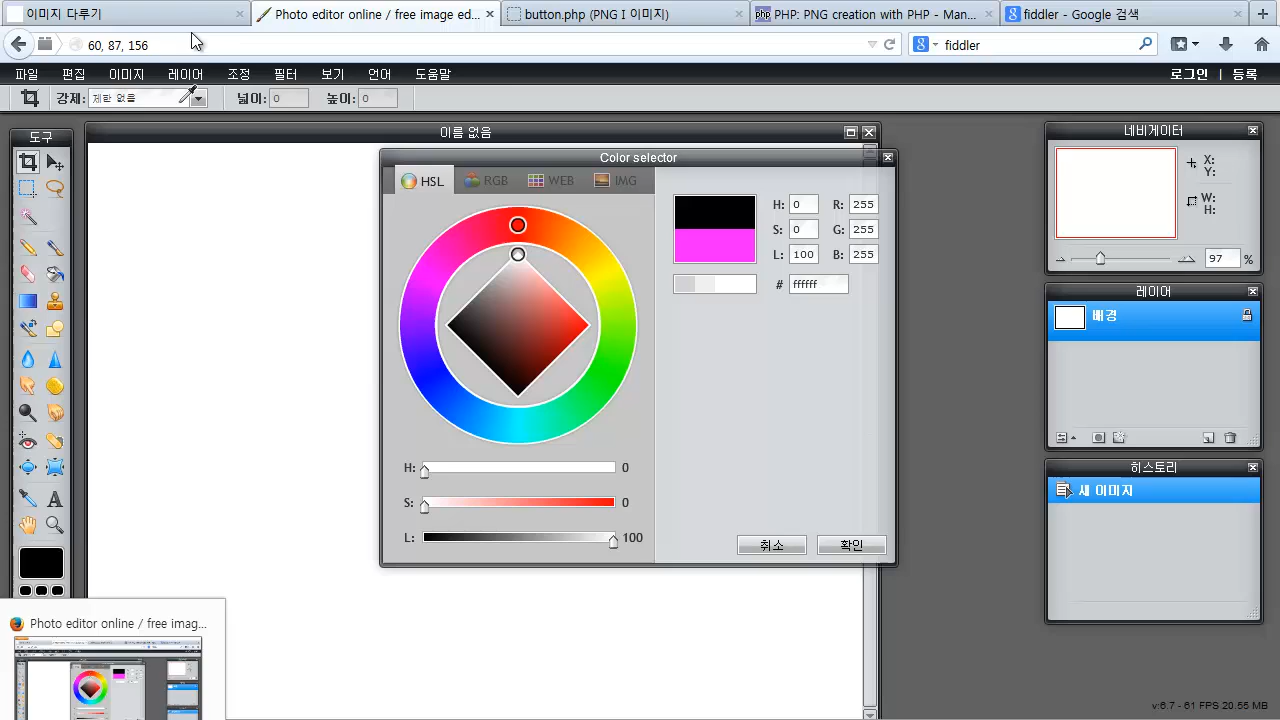 이미지 다루기
Photo editor online / free image ed...
button.php (PNG I 이미지)
php PHP: PNG creation with PHP - Man...
fiddler - Google 검색
60, 87, 156
fiddler
파일 편집 이미지 레이어 조정 필터 보기 언어 도움말 로그인 | 등록
강제: 제한 없음 넓이: 0 높이: 0
도구
이름 없음
Color selector
HSL RGB WEB IMG
H: 0 R: 255
S: 0 G: 255
L: 100 B: 255
# ffffff
H: 0
S: 0
L: 100
취소 확인
네비게이터
X:
Y:
W:
H:
97 %
레이어
배경
히스토리
새 이미지
Photo editor online / free imag...
v:6.7 - 61 FPS 20.55 MB